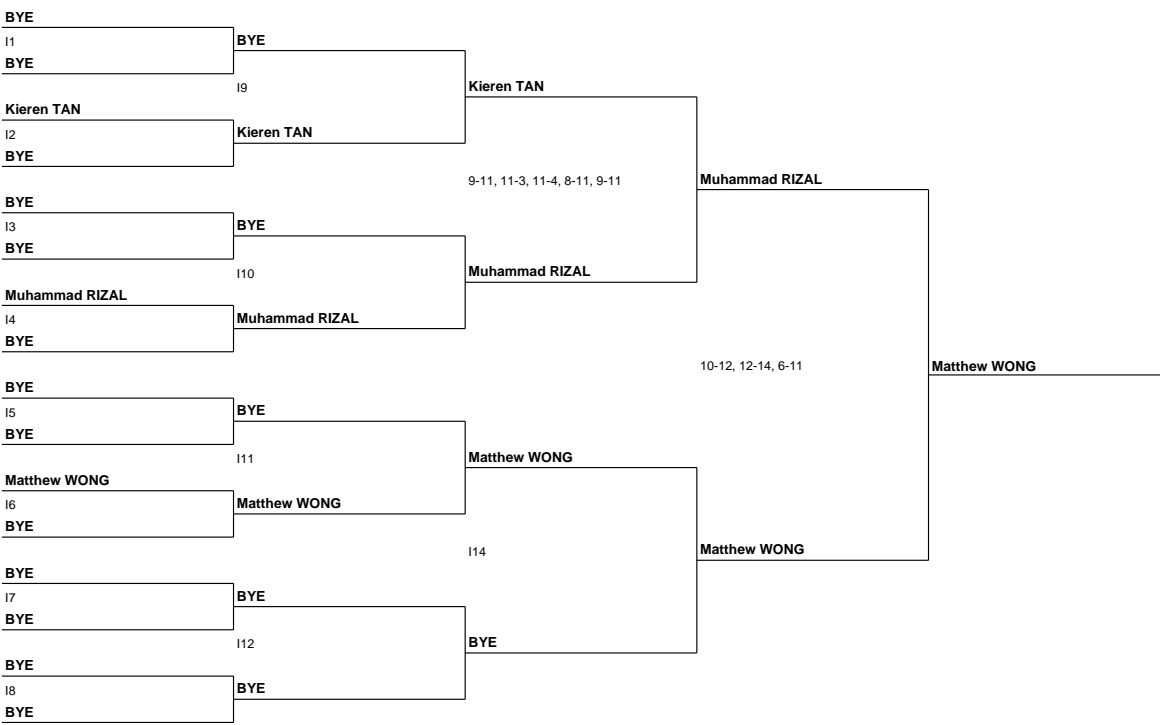 BYE
I1
BYE
BYE
I9
Kieren TAN
Kieren TAN
I2
Kieren TAN
BYE
9-11, 11-3, 11-4, 8-11, 9-11
Muhammad RIZAL
BYE
I3
BYE
BYE
I10
Muhammad RIZAL
Muhammad RIZAL
I4
Muhammad RIZAL
BYE
10-12, 12-14, 6-11
Matthew WONG
BYE
I5
BYE
BYE
I11
Matthew WONG
Matthew WONG
I6
Matthew WONG
BYE
I14
Matthew WONG
BYE
I7
BYE
BYE
I12
BYE
BYE
I8
BYE
BYE